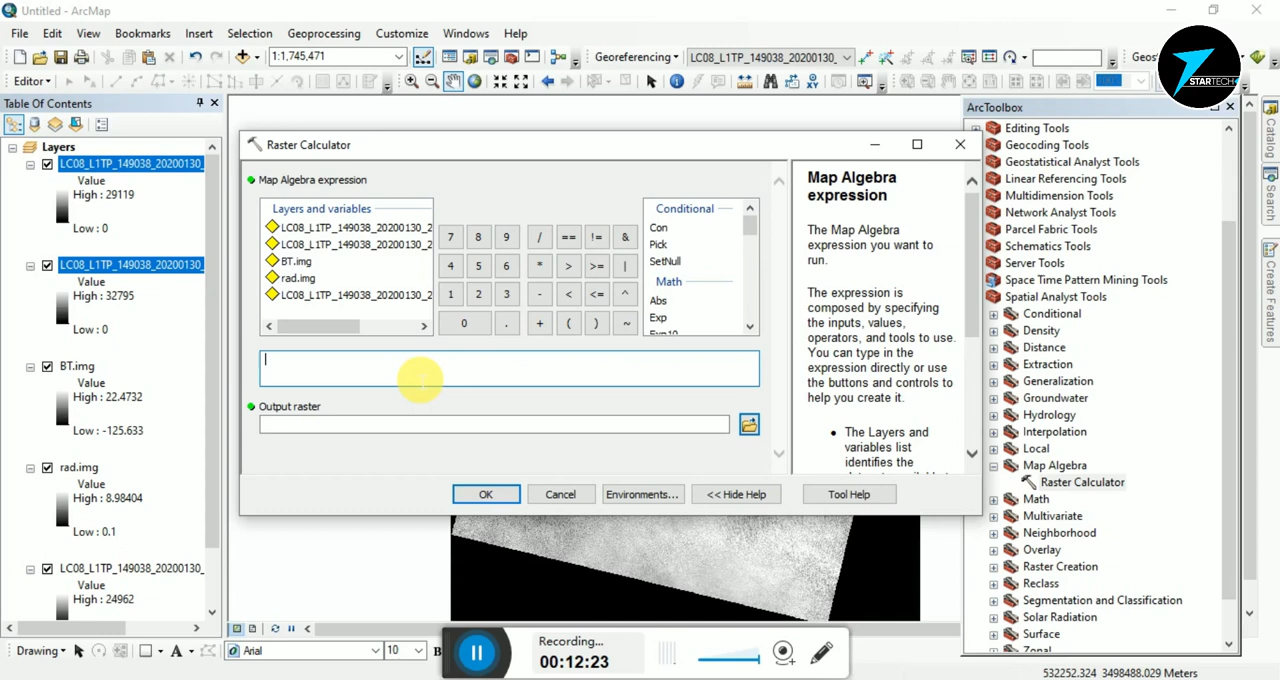 Untitled - ArcMap
File Edit View Bookmarks Insert Selection Geoprocessing Customize Windows Help
1:1,745,471 Georeferencing LC08_L1TP_149038_20200130_ Geos
Editor
STARTECH
Table Of Contents
Layers
LC08_L1TP_149038_20200130_
Value
High : 29119
Low : 0
LC08_L1TP_149038_20200130_
Value
High : 32795
Low : 0
BT.img
Value
High : 22.4732
Low : -125.633
rad.img
Value
High : 8.98404
Low : 0.1
LC08_L1TP_149038_20200130_
Value
High : 24962
Raster Calculator
Map Algebra expression
Layers and variables
LC08_L1TP_149038_20200130_2
LC08_L1TP_149038_20200130_2
BT.img
rad.img
LC08_L1TP_149038_20200130_2
7 8 9 / == != &
4 5 6 * > >= |
1 2 3 - < <= ^
0 . + ( ) ~
Conditional
Con
Pick
SetNull
Math
Abs
Exp
Exp10
Output raster
OK Cancel Environments... << Hide Help Tool Help
Map Algebra
expression
The Map Algebra
expression you want to
run.
The expression is
composed by specifying
the inputs, values,
operators, and tools to use.
You can type in the
expression directly or use
the buttons and controls to
help you create it.
• The Layers and
variables list
identifies the
ArcToolbox
Editing Tools
Geocoding Tools
Geostatistical Analyst Tools
Linear Referencing Tools
Multidimension Tools
Network Analyst Tools
Parcel Fabric Tools
Schematics Tools
Server Tools
Space Time Pattern Mining Tools
Spatial Analyst Tools
Conditional
Density
Distance
Extraction
Generalization
Groundwater
Hydrology
Interpolation
Local
Map Algebra
Raster Calculator
Math
Multivariate
Neighborhood
Overlay
Raster Creation
Reclass
Segmentation and Classification
Solar Radiation
Surface
Zonal
Catalog
Search
Create Features
Recording...
00:12:23
Drawing A Arial 10 B
532252.324 3498488.029 Meters